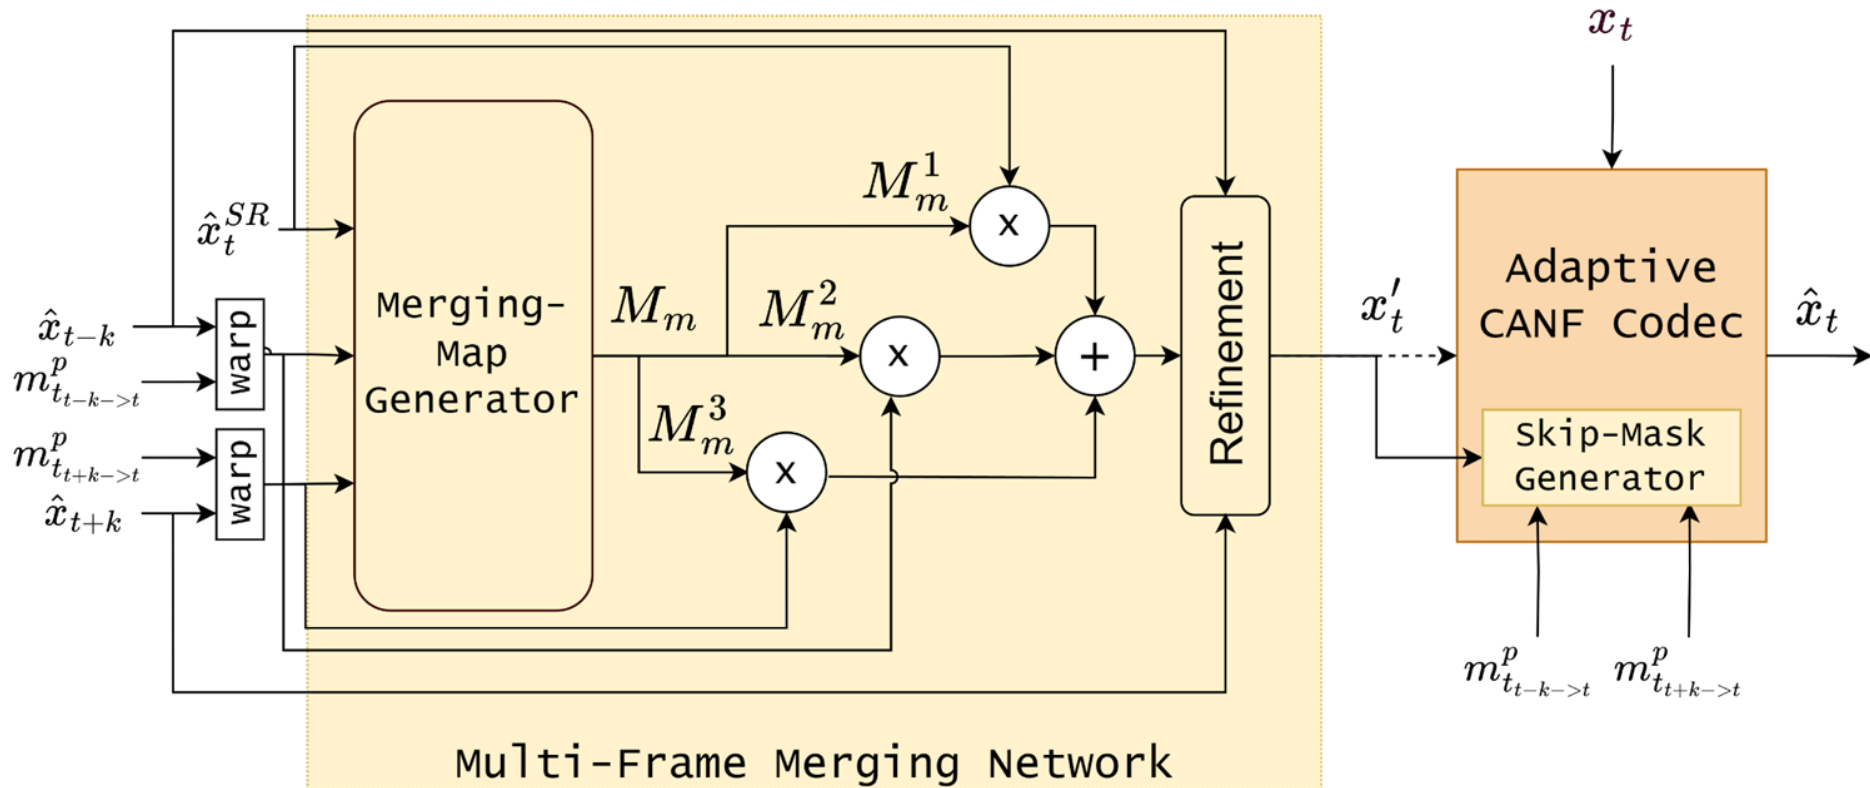 x_t
M_m^1
x
x̂_t^{SR}
Merging-
Map
Generator
M_m
M_m^2
x
+
M_m^3
x
x̂_{t-k}
m^p_{t_{t-k->t}}
warp
m^p_{t_{t+k->t}}
x̂_{t+k}
warp
Refinement
x'_t
Adaptive
CANF Codec
x̂_t
Skip-Mask
Generator
m^p_{t_{t-k->t}}
m^p_{t_{t+k->t}}
Multi-Frame Merging Network